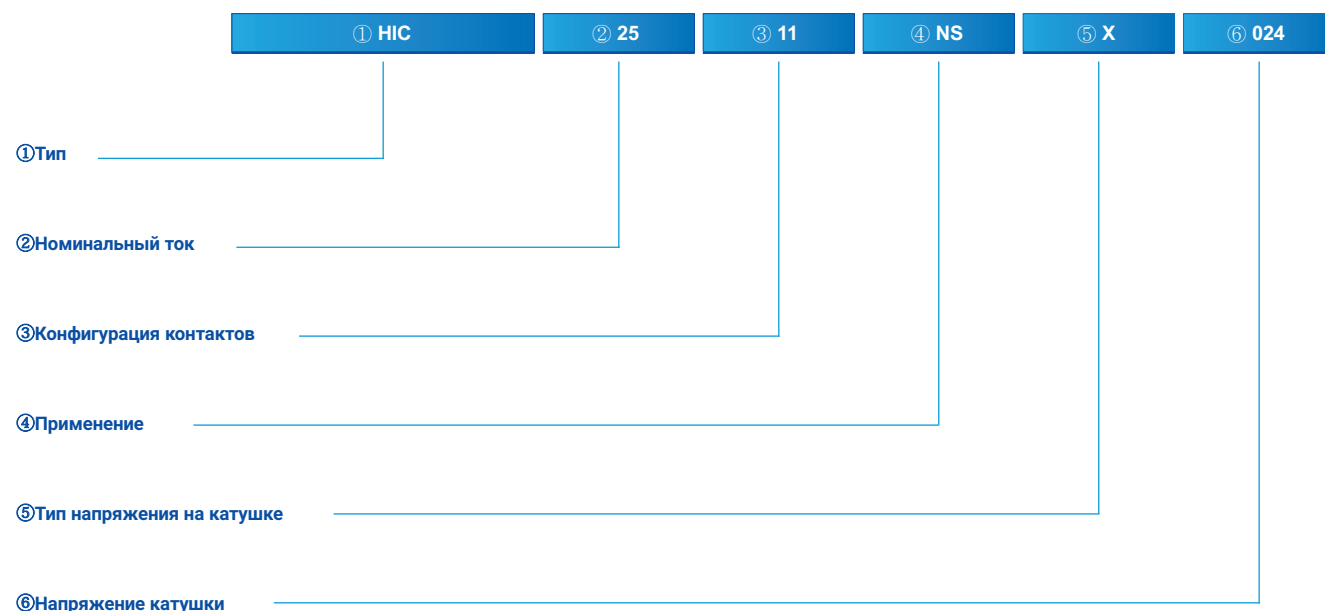 ① HIC ② 25 ③ 11 ④ NS ⑤ X ⑥ 024
①Тип
②Номинальный ток
③Конфигурация контактов
④Применение
⑤Тип напряжения на катушке
⑥Напряжение катушки